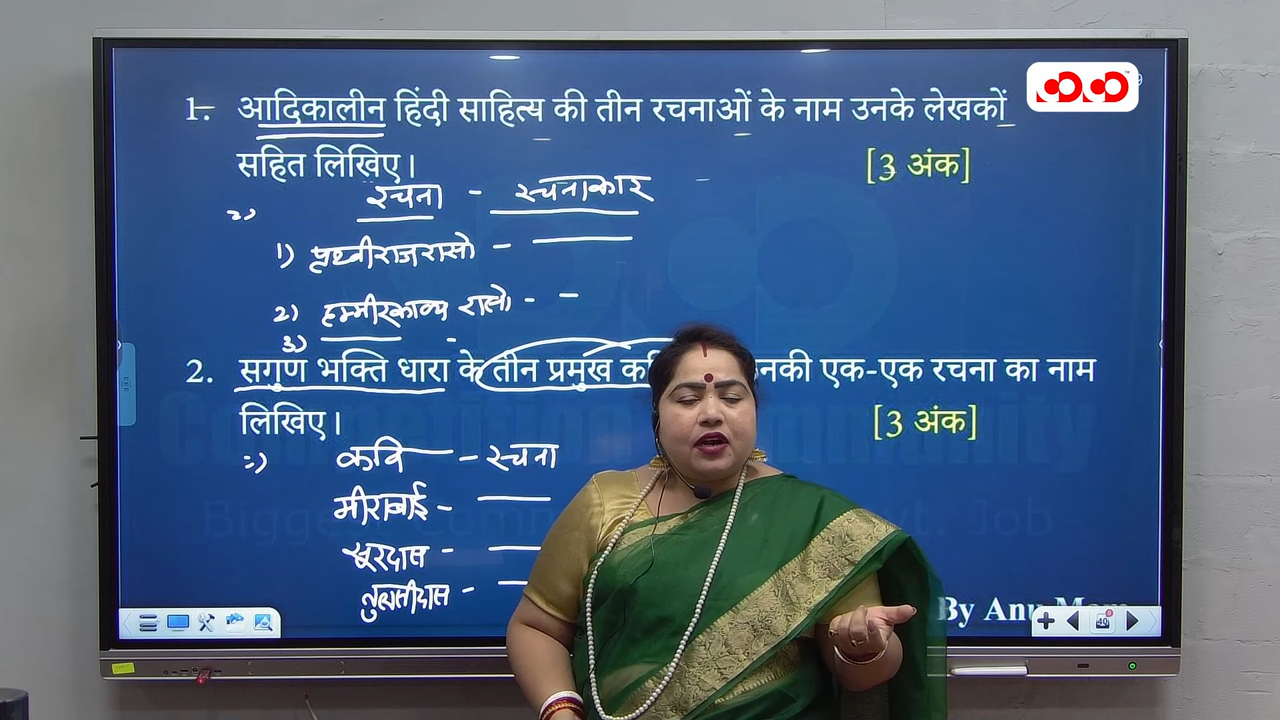 1. आदिकालीन हिंदी साहित्य की तीन रचनाओं के नाम उनके लेखकों
सहित लिखिए।
[3 अंक]
रचना - रचनाकार
1) पृथ्वीराजरासो -
2) हम्मीरकाव्य रासो -
3)
2. सगुण भक्ति धारा के तीन प्रमुख उनकी एक-एक रचना का नाम
लिखिए।
[3 अंक]
कवि - रचना
मीराबाई -
सूरदास -
तुलसीदास -
By Anu
40